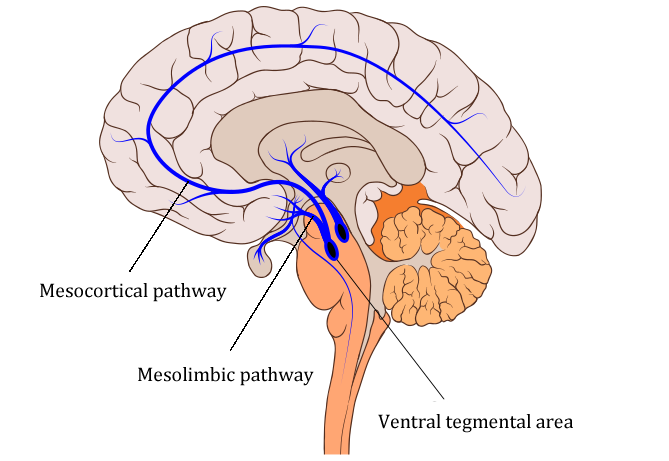 Mesocortical pathway
Mesolimbic pathway
Ventral tegmental area